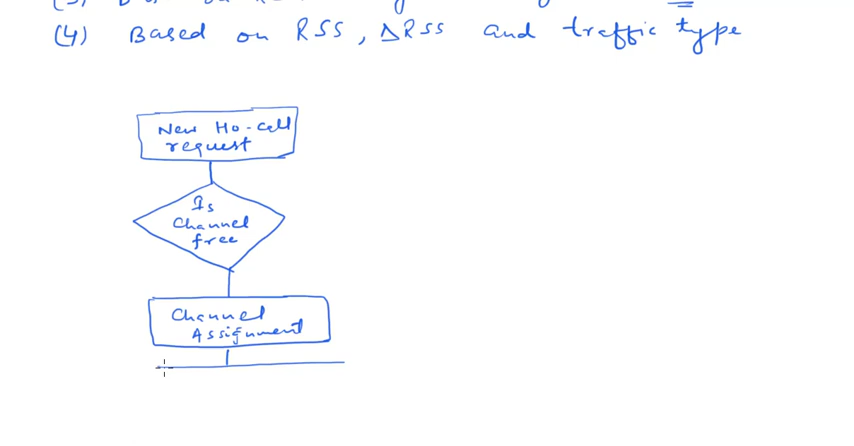 (4) Based on RSS, ΔRSS and traffic type
New Ho-Cell
request
Is
Channel
free
Channel
Assignment